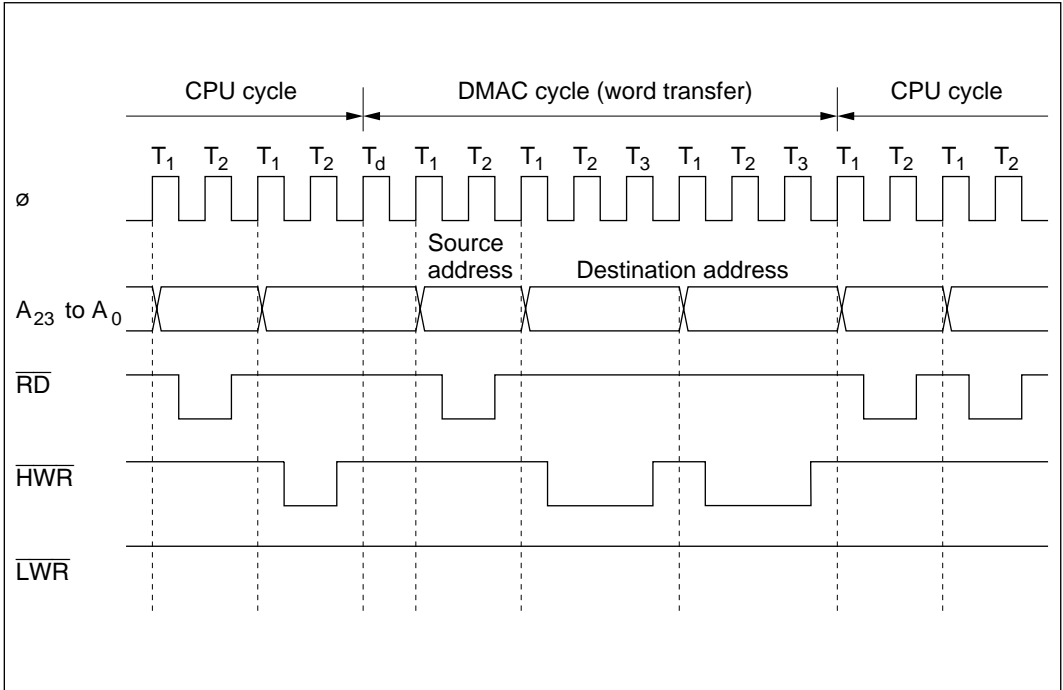 CPU cycle DMAC cycle (word transfer) CPU cycle
T1 T2 T1 T2 Td T1 T2 T1 T2 T3 T1 T2 T3 T1 T2 T1 T2
ø
Source
address Destination address
A23 to A0
RD
HWR
LWR